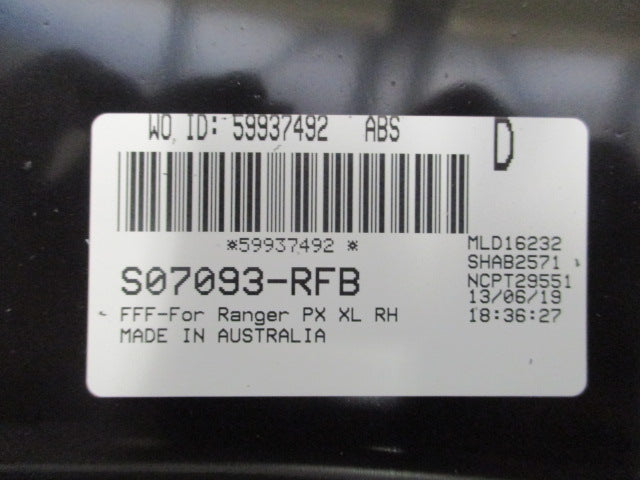 WO ID: 59937492 ABS D
*59937492 *
S07093-RFB
FFF-For Ranger PX XL RH
MADE IN AUSTRALIA
MLD16232
SHAB2571
NCPT29551
13/06/19
18:36:27